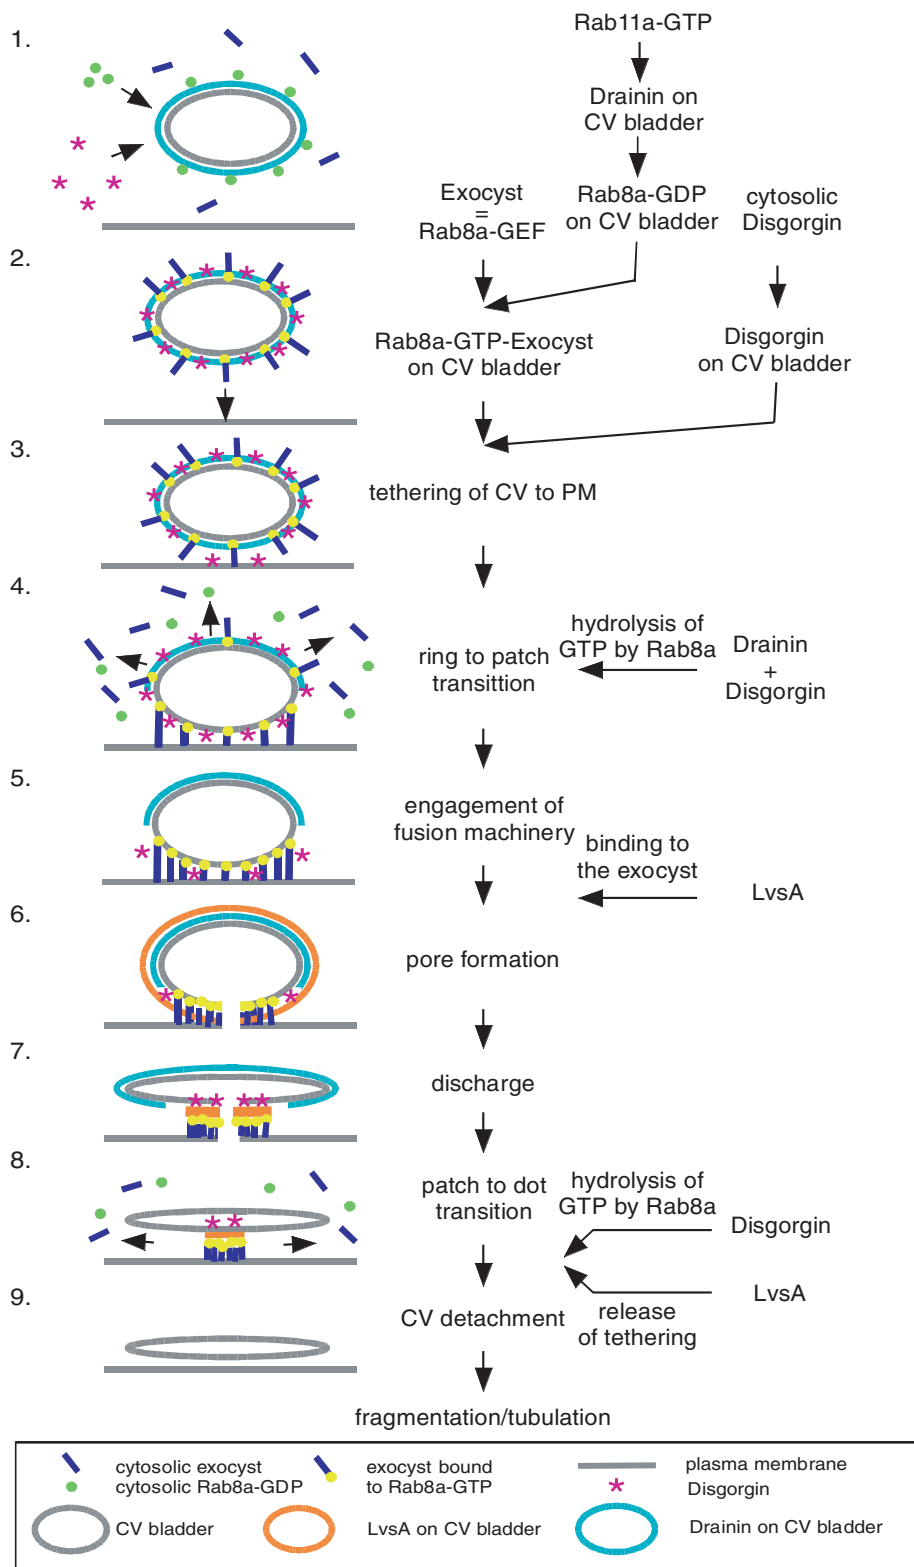 1.
Rab11a-GTP
Drainin on
CV bladder
Exocyst
=
Rab8a-GEF
Rab8a-GDP
on CV bladder
cytosolic
Disgorgin
2.
Rab8a-GTP-Exocyst
on CV bladder
Disgorgin
on CV bladder
3.
tethering of CV to PM
4.
ring to patch
transittion
hydrolysis of
GTP by Rab8a
Drainin
+
Disgorgin
5.
engagement of
fusion machinery
binding to
the exocyst
LvsA
6.
pore formation
7.
discharge
8.
patch to dot
transition
hydrolysis of
GTP by Rab8a
Disgorgin
LvsA
release
of tethering
9.
CV detachment
fragmentation/tubulation
cytosolic exocyst
cytosolic Rab8a-GDP
exocyst bound
to Rab8a-GTP
plasma membrane
Disgorgin
CV bladder
LvsA on CV bladder
Drainin on CV bladder